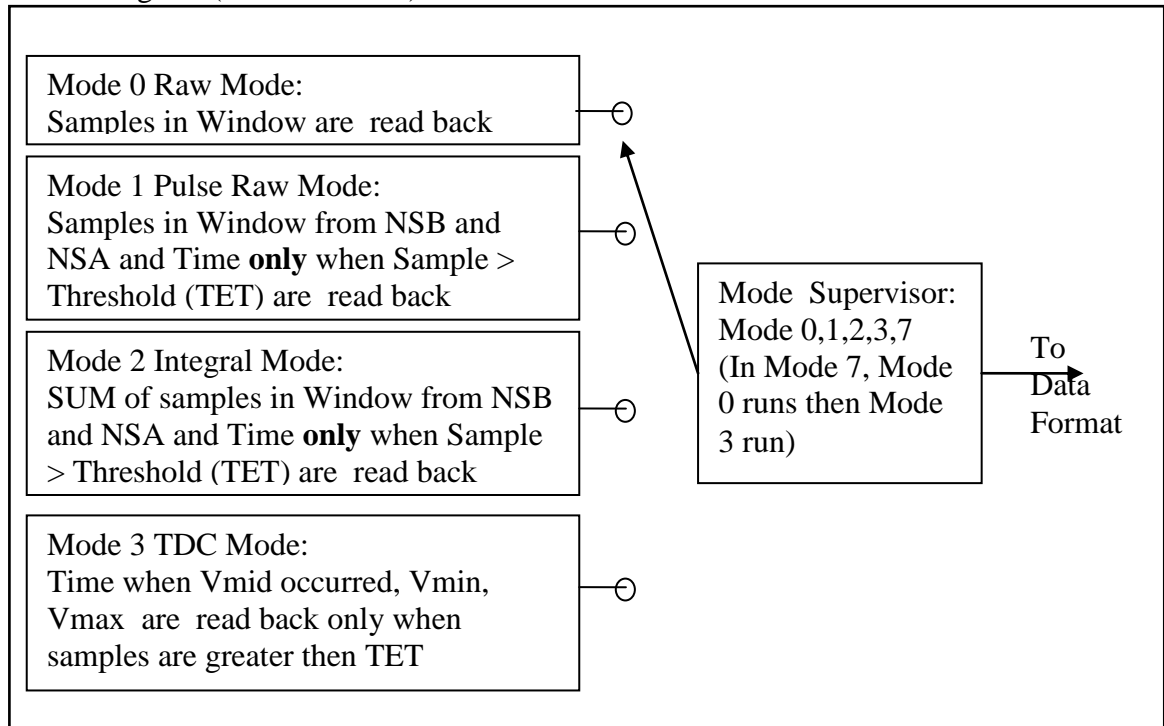 Mode 0 Raw Mode:
Samples in Window are read back
Mode 1 Pulse Raw Mode:
Samples in Window from NSB and
NSA and Time only when Sample >
Threshold (TET) are read back
Mode 2 Integral Mode:
SUM of samples in Window from NSB
and NSA and Time only when Sample
> Threshold (TET) are read back
Mode 3 TDC Mode:
Time when Vmid occurred, Vmin,
Vmax are read back only when
samples are greater then TET
Mode Supervisor:
Mode 0,1,2,3,7
(In Mode 7, Mode
0 runs then Mode
3 run)
To
Data
Format